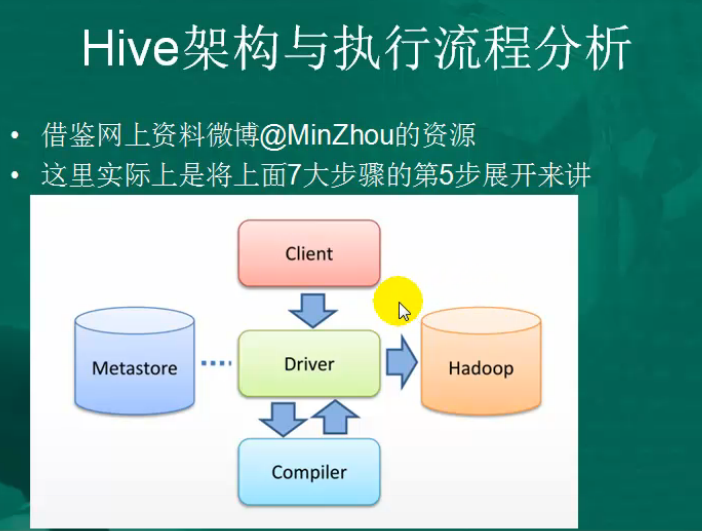 Hive架构与执行流程分析
• 借鉴网上资料微博@MinZhou的资源
• 这里实际上是将上面7大步骤的第5步展开来讲
Client
Metastore
Driver
Hadoop
Compiler